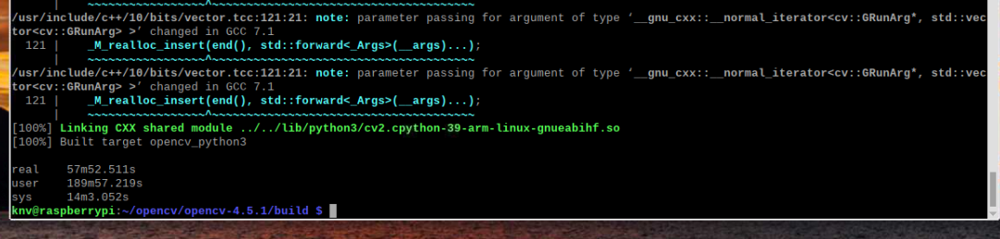 | ~~~~~~~~~~~~~~~~~^~~~~~~~~~~~~~~~~~~~~~~~~~~~~~~~~~~~~~~
/usr/include/c++/10/bits/vector.tcc:121:21: note: parameter passing for argument of type ‘__gnu_cxx::__normal_iterator<cv::GRunArg*, std::vec
tor<cv::GRunArg> >’ changed in GCC 7.1
121 | _M_realloc_insert(end(), std::forward<_Args>(__args)...);
| ~~~~~~~~~~~~~~~~~^~~~~~~~~~~~~~~~~~~~~~~~~~~~~~~~~~~~~~~
/usr/include/c++/10/bits/vector.tcc:121:21: note: parameter passing for argument of type ‘__gnu_cxx::__normal_iterator<cv::GRunArg*, std::vec
tor<cv::GRunArg> >’ changed in GCC 7.1
121 | _M_realloc_insert(end(), std::forward<_Args>(__args)...);
| ~~~~~~~~~~~~~~~~~^~~~~~~~~~~~~~~~~~~~~~~~~~~~~~~~~~~~~~~
[100%] Linking CXX shared module ../../lib/python3/cv2.cpython-39-arm-linux-gnueabihf.so
[100%] Built target opencv_python3
real 57m52.511s
user 189m57.219s
sys 14m3.052s
knv@raspberrypi:~/opencv/opencv-4.5.1/build $